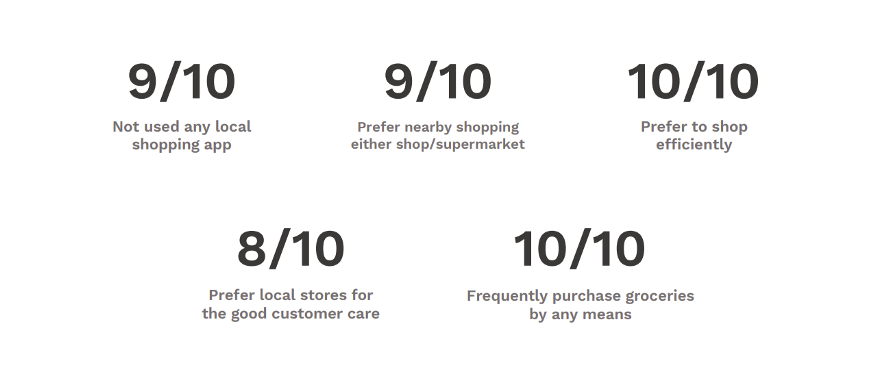 9/10
Not used any local
shopping app
9/10
Prefer nearby shopping
either shop/supermarket
10/10
Prefer to shop
efficiently
8/10
Prefer local stores for
the good customer care
10/10
Frequently purchase groceries
by any means